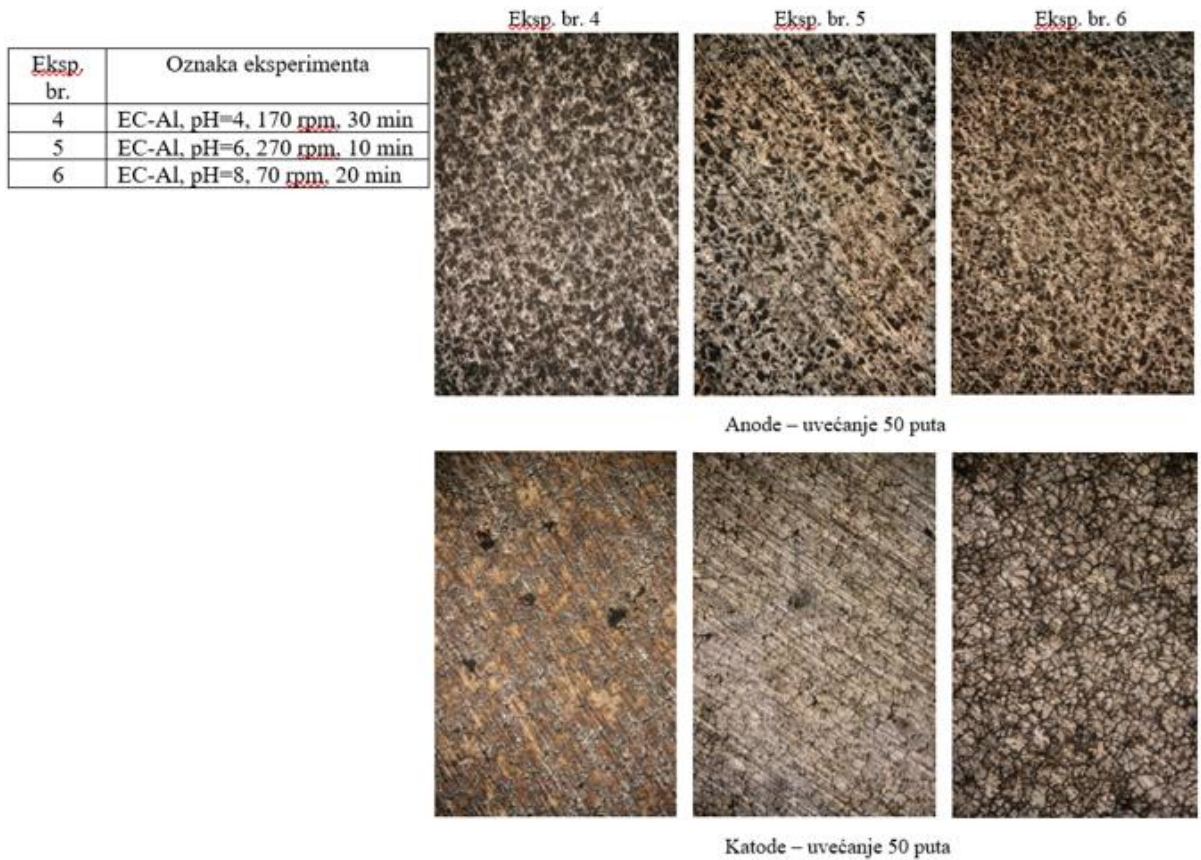 Eksp. br. 4
Eksp. br. 5
Eksp. br. 6
Eksp. br.
Oznaka eksperimenta
4
EC-Al, pH=4, 170 rpm, 30 min
5
EC-Al, pH=6, 270 rpm, 10 min
6
EC-Al, pH=8, 70 rpm, 20 min
Anode – uvećanje 50 puta
Katode – uvećanje 50 puta